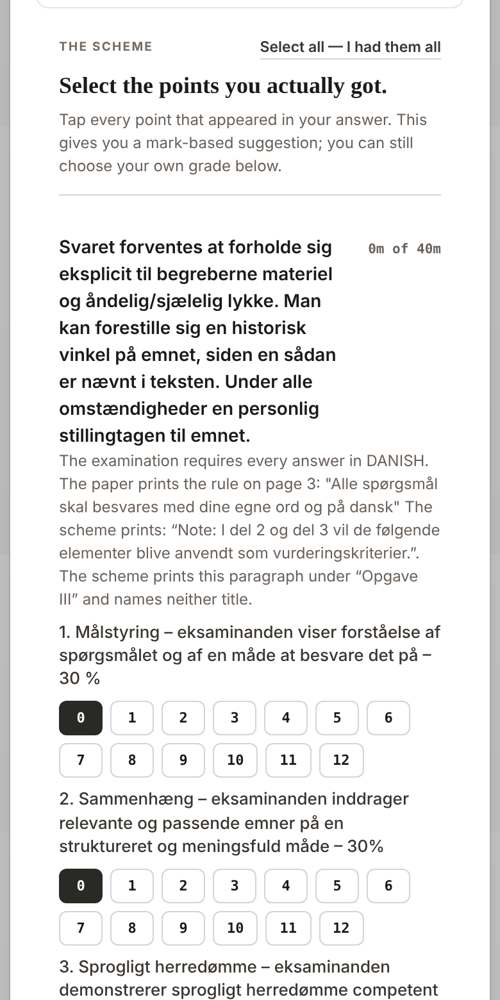 THE SCHEME
Select all — I had them all
Select the points you actually got.
Tap every point that appeared in your answer. This
gives you a mark-based suggestion; you can still
choose your own grade below.
Svaret forventes at forholde sig
0m of 40m
eksplicit til begreberne materiel
og åndelig/sjælelig lykke. Man
kan forestille sig en historisk
vinkel på emnet, siden en sådan
er nævnt i teksten. Under alle
omstændigheder en personlig
stillingtagen til emnet.
The examination requires every answer in DANISH.
The paper prints the rule on page 3: "Alle spørgsmål
skal besvares med dine egne ord og på dansk" The
scheme prints: “Note: I del 2 og del 3 vil de følgende
elementer blive anvendt som vurderingskriterier.”.
The scheme prints this paragraph under “Opgave
III” and names neither title.
1. Målstyring – eksaminanden viser forståelse af
spørgsmålet og af en måde at besvare det på –
30 %
0 1 2 3 4 5 6
7 8 9 10 11 12
2. Sammenhæng – eksaminanden inddrager
relevante og passende emner på en
struktureret og meningsfuld måde – 30%
0 1 2 3 4 5 6
7 8 9 10 11 12
3. Sprogligt herredømme – eksaminanden
demonstrerer sprogligt herredømme competent